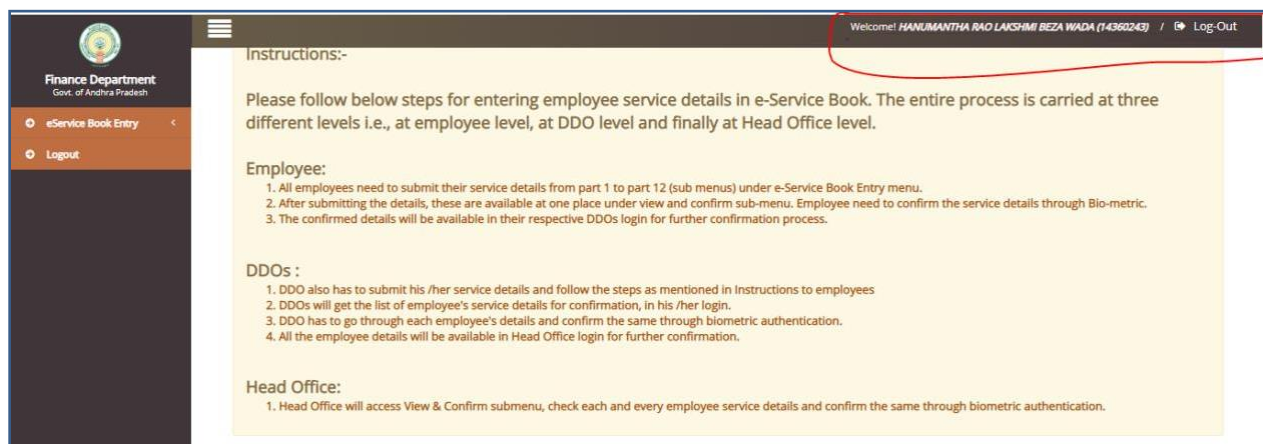 Welcome! HANUMANTHA RAO LAKSHMI BEZA WADA (14360243) / Log-Out
Finance Department
Govt. of Andhra Pradesh
eService Book Entry
Logout
Instructions:-
Please follow below steps for entering employee service details in e-Service Book. The entire process is carried at three
different levels i.e., at employee level, at DDO level and finally at Head Office level.
Employee:
1. All employees need to submit their service details from part 1 to part 12 (sub menus) under e-Service Book Entry menu.
2. After submitting the details, these are available at one place under view and confirm sub-menu. Employee need to confirm the service details through Bio-metric.
3. The confirmed details will be available in their respective DDOs login for further confirmation process.
DDOs :
1. DDO also has to submit his /her service details and follow the steps as mentioned in Instructions to employees
2. DDOs will get the list of employee's service details for confirmation, in his /her login.
3. DDO has to go through each employee's details and confirm the same through biometric authentication.
4. All the employee details will be available in Head Office login for further confirmation.
Head Office:
1. Head Office will access View & Confirm submenu, check each and every employee service details and confirm the same through biometric authentication.